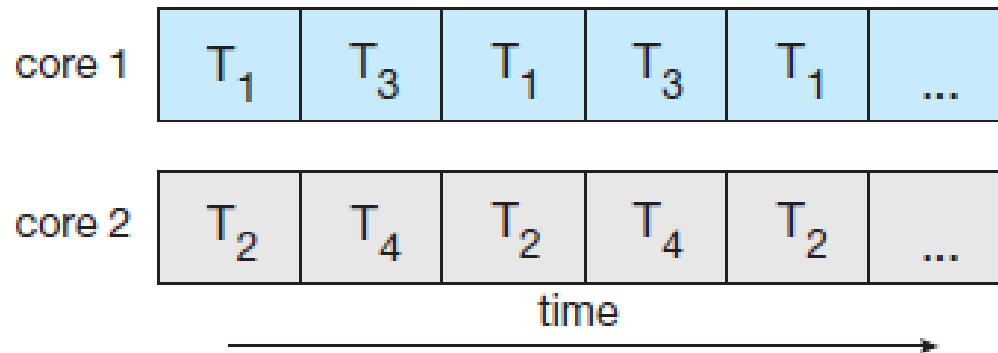 core 1 T₁ T₃ T₁ T₃ T₁ ...
core 2 T₂ T₄ T₂ T₄ T₂ ...
time